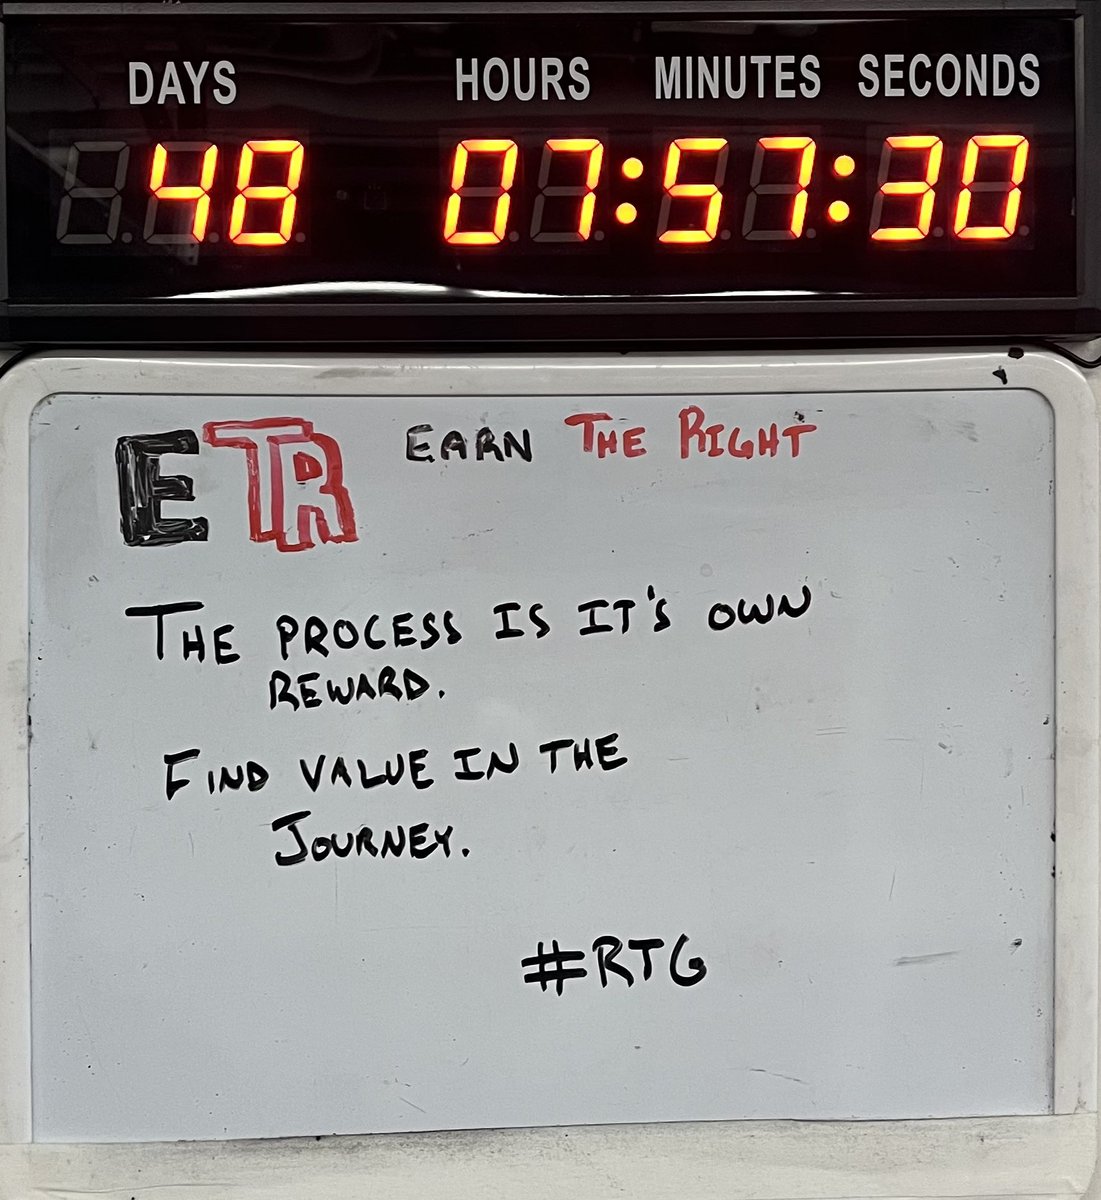 DAYS HOURS MINUTES SECONDS
48 07:57:30
ETR EARN THE RIGHT
THE PROCESS IS IT'S OWN
REWARD.
FIND VALUE IN THE
JOURNEY.
#RTG